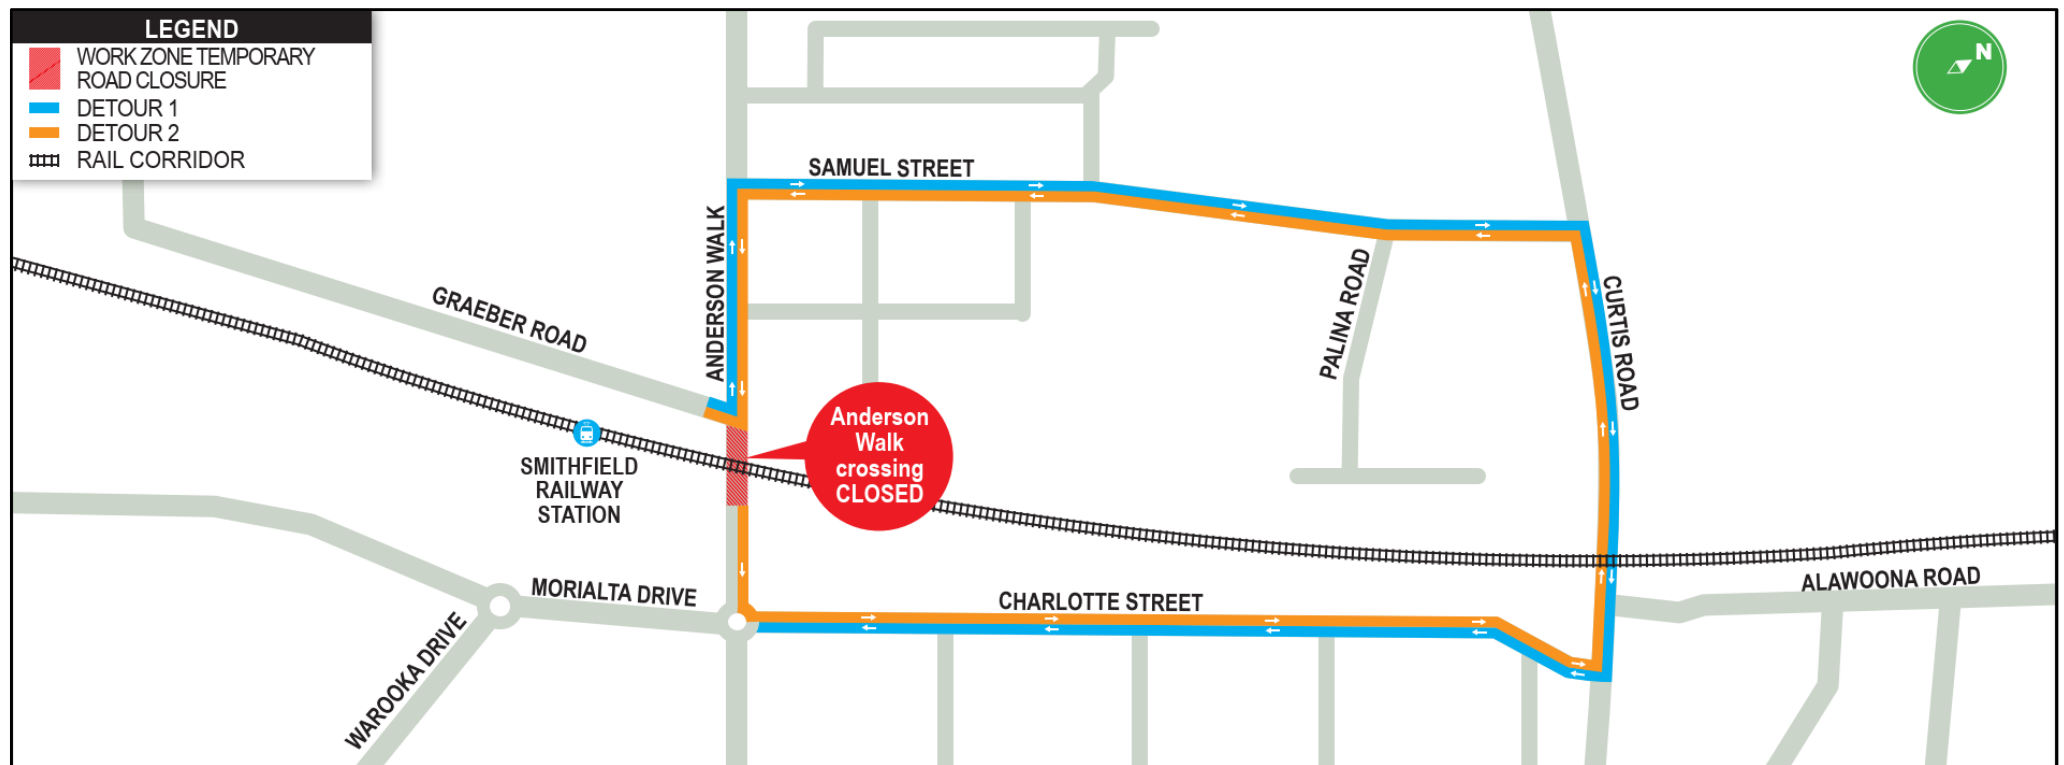 LEGEND
WORK ZONE TEMPORARY
ROAD CLOSURE
DETOUR 1
DETOUR 2
RAIL CORRIDOR
N
SAMUEL STREET
ANDERSON WALK
GRAEBER ROAD
PALINA ROAD
CURTIS ROAD
Anderson
Walk
crossing
CLOSED
SMITHFIELD
RAILWAY
STATION
MORIALTA DRIVE
CHARLOTTE STREET
ALAWOONA ROAD
WAROOKA DRIVE